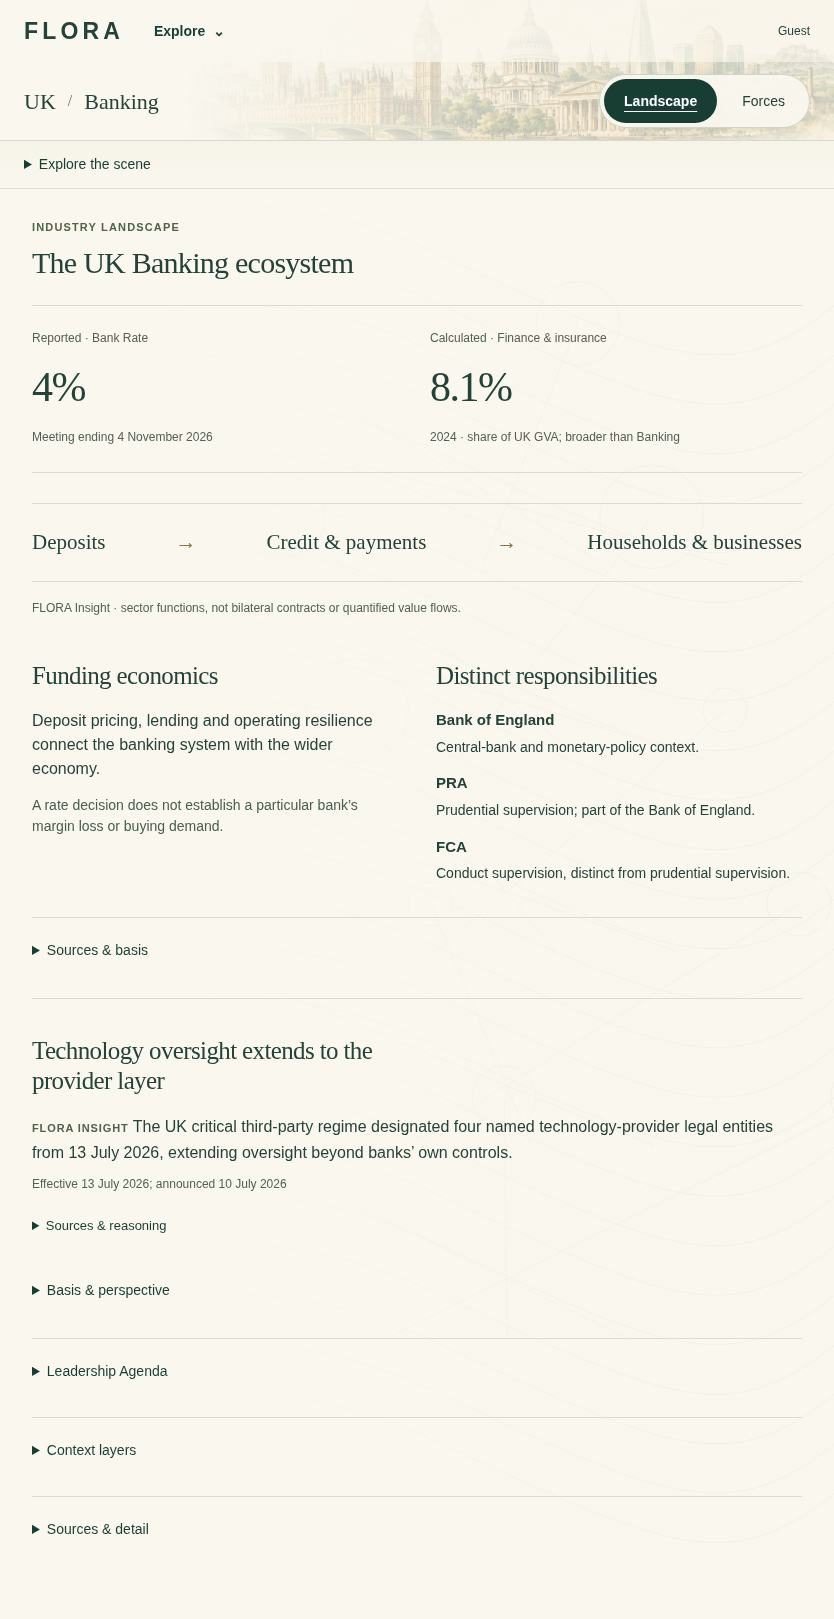 FLORA
Explore
Guest
UK / Banking
Landscape
Forces
Explore the scene
INDUSTRY LANDSCAPE
The UK Banking ecosystem
Reported · Bank Rate
4%
Meeting ending 4 November 2026
Calculated · Finance & insurance
8.1%
2024 · share of UK GVA; broader than Banking
Deposits → Credit & payments → Households & businesses
FLORA Insight · sector functions, not bilateral contracts or quantified value flows.
Funding economics
Deposit pricing, lending and operating resilience
connect the banking system with the wider
economy.
A rate decision does not establish a particular bank’s
margin loss or buying demand.
Distinct responsibilities
Bank of England
Central-bank and monetary-policy context.
PRA
Prudential supervision; part of the Bank of England.
FCA
Conduct supervision, distinct from prudential supervision.
Sources & basis
Technology oversight extends to the
provider layer
FLORA INSIGHT The UK critical third-party regime designated four named technology-provider legal entities
from 13 July 2026, extending oversight beyond banks’ own controls.
Effective 13 July 2026; announced 10 July 2026
Sources & reasoning
Basis & perspective
Leadership Agenda
Context layers
Sources & detail